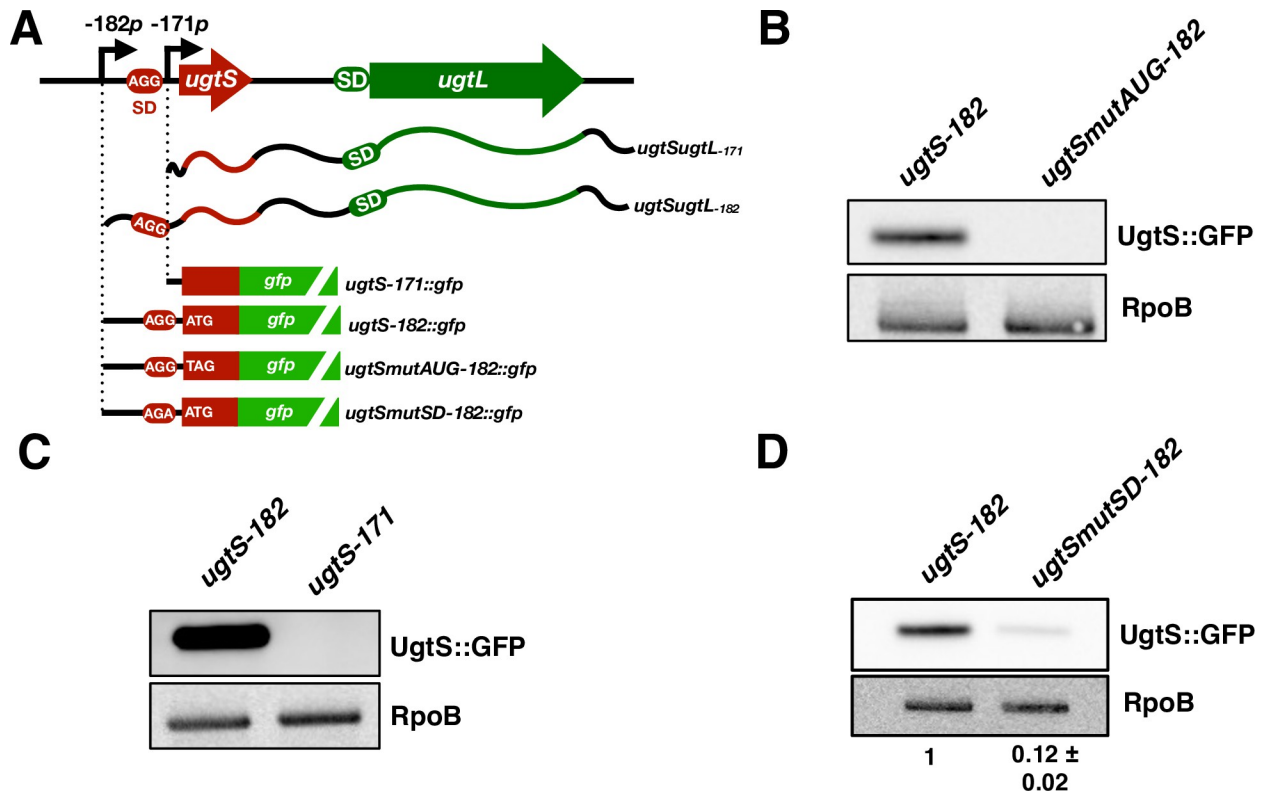 A
-182p -171p
AGG ugtS SD ugtL
SD
SD ugtSugtL-171
AGG SD ugtSugtL-182
gfp ugtS-171::gfp
AGG ATG gfp ugtS-182::gfp
AGG TAG gfp ugtSmutAUG-182::gfp
AGA ATG gfp ugtSmutSD-182::gfp
B
ugtS-182 ugtSmutAUG-182
UgtS::GFP
RpoB
C
ugtS-182 ugtS-171
UgtS::GFP
RpoB
D
ugtS-182 ugtSmutSD-182
UgtS::GFP
RpoB
1 0.12 ±
0.02